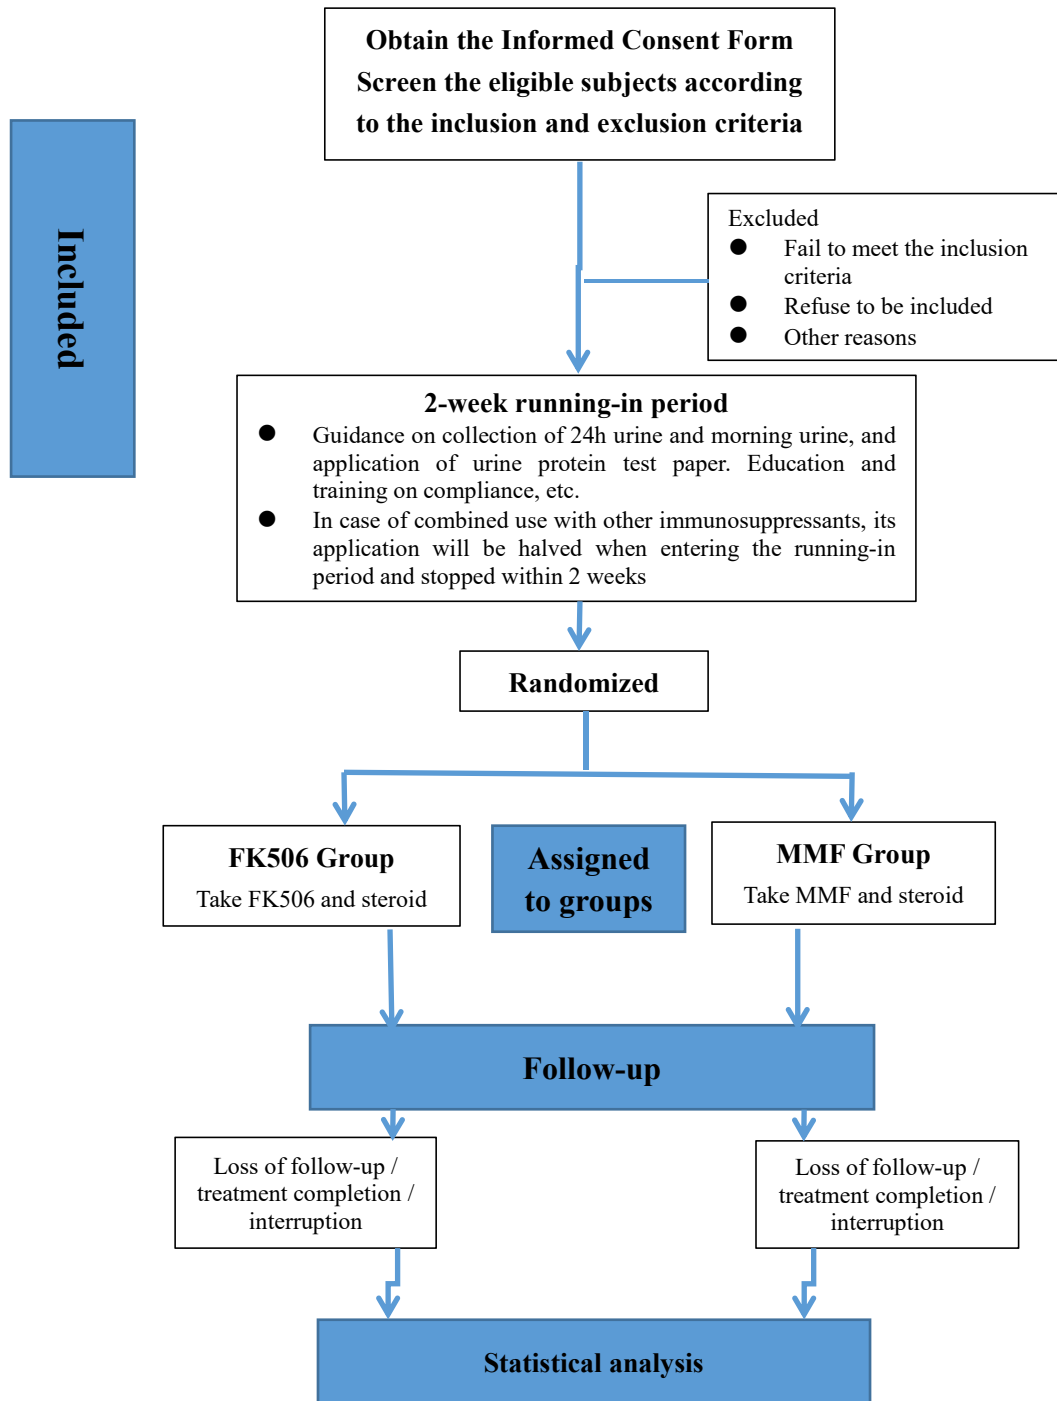 Obtain the Informed Consent Form
Screen the eligible subjects according
to the inclusion and exclusion criteria
Included
Excluded
● Fail to meet the inclusion
criteria
● Refuse to be included
● Other reasons
2-week running-in period
● Guidance on collection of 24h urine and morning urine, and
application of urine protein test paper. Education and
training on compliance, etc.
● In case of combined use with other immunosuppressants, its
application will be halved when entering the running-in
period and stopped within 2 weeks
Randomized
FK506 Group
Take FK506 and steroid
Assigned
to groups
MMF Group
Take MMF and steroid
Follow-up
Loss of follow-up /
treatment completion /
interruption
Loss of follow-up /
treatment completion /
interruption
Statistical analysis